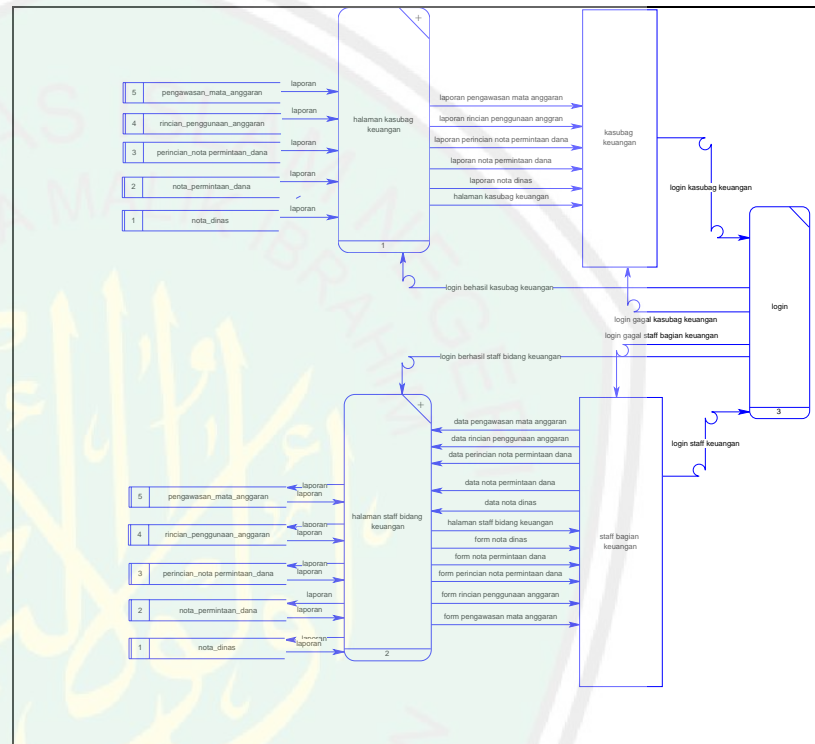 5 pengawasan_mata_anggaran
laporan
4 rincian_penggunaan_anggaran
laporan
3 perincian_nota permintaan_dana
laporan
2 nota_permintaan_dana
laporan
1 nota_dinas
laporan
halaman kasubag
keuangan
1
laporan pengawasan mata anggaran
laporan rincian penggunaan anggran
laporan perincian nota permintaan dana
laporan nota permintaan dana
laporan nota dinas
halaman kasubag keuangan
kasubag
keuangan
login kasubag keuangan
login
3
login behasil kasubag keuangan
login gagal kasubag keuangan
login gagal staff bagian keuangan
login berhasil staff bidang keuangan
login staff keuangan
data pengawasan mata anggaran
data rincian penggunaan anggaran
data perincian nota permintaan dana
data nota permintaan dana
data nota dinas
halaman staff bidang keuangan
form nota dinas
form nota permintaan dana
form perincian nota permintaan dana
form rincian penggunaan anggaran
form pengawasan mata anggaran
staff bagian
keuangan
halaman staff bidang
keuangan
2
5 pengawasan_mata_anggaran
laporan
laporan
4 rincian_penggunaan_anggaran
laporan
laporan
3 perincian_nota permintaan_dana
laporan
laporan
2 nota_permintaan_dana
laporan
laporan
1 nota_dinas
laporan
laporan
MALIK IBRAHIM